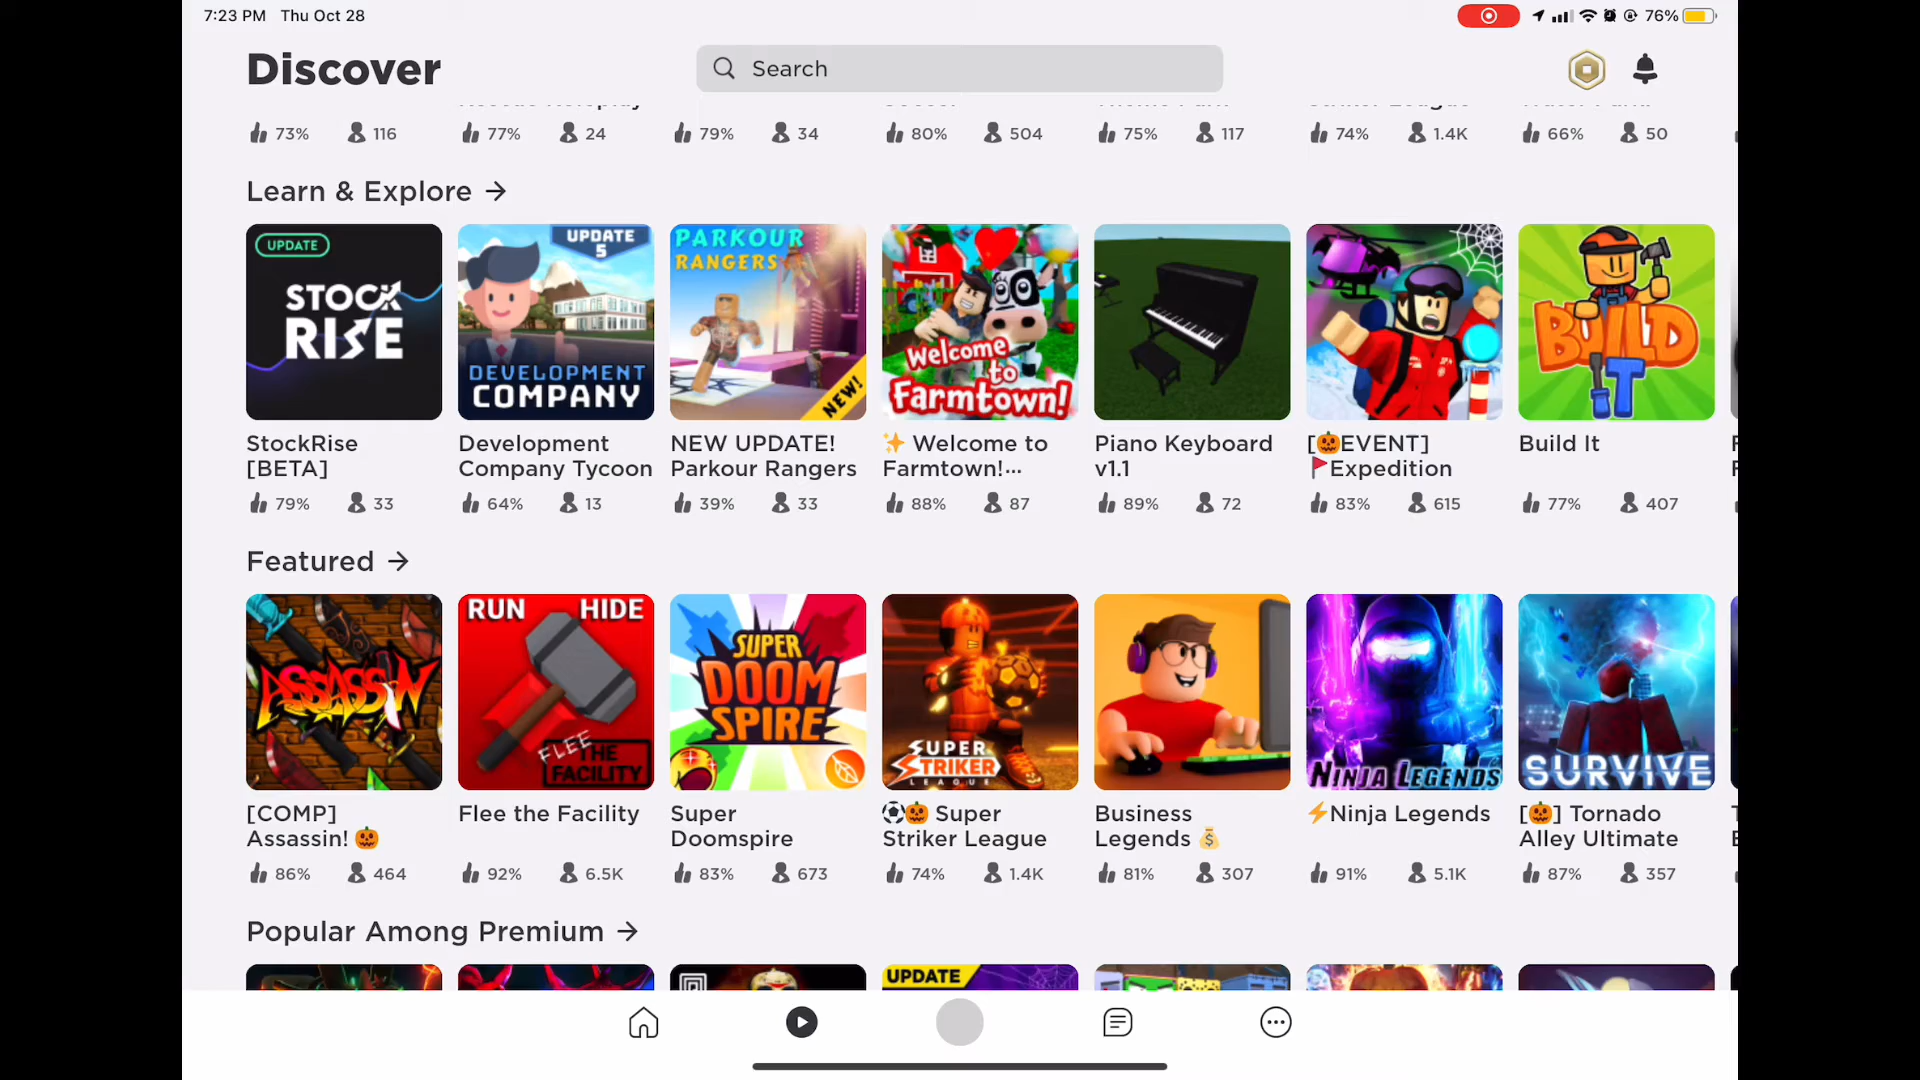 7:23 PM Thu Oct 28
76%
Discover
Search
73% 116 77% 24 79% 34 80% 504 75% 117 74% 1.4K 66% 50
Learn & Explore →
UPDATE
STOCK
RISE
UPDATE
5
DEVELOPMENT
COMPANY
PARKOUR
RANGERS
NEW!
Welcome
to
Farmtown!
BUILD
IT
StockRise
[BETA]
79% 33
Development
Company Tycoon
64% 13
NEW UPDATE!
Parkour Rangers
39% 33
✨ Welcome to
Farmtown!...
88% 87
Piano Keyboard
v1.1
89% 72
[🎃EVENT]
🚩Expedition
83% 615
Build It
77% 407
Featured →
ASSASSIN
RUN HIDE
FLEE THE
FACILITY
SUPER
DOOM
SPIRE
SUPER
STRIKER
LEAGUE
NINJA LEGENDS
SURVIVE
[COMP]
Assassin! 🎃
86% 464
Flee the Facility
92% 6.5K
Super
Doomspire
83% 673
⚽🎃 Super
Striker League
74% 1.4K
Business
Legends 💰
81% 307
⚡Ninja Legends
91% 5.1K
[🎃] Tornado
Alley Ultimate
87% 357
Popular Among Premium →
UPDATE